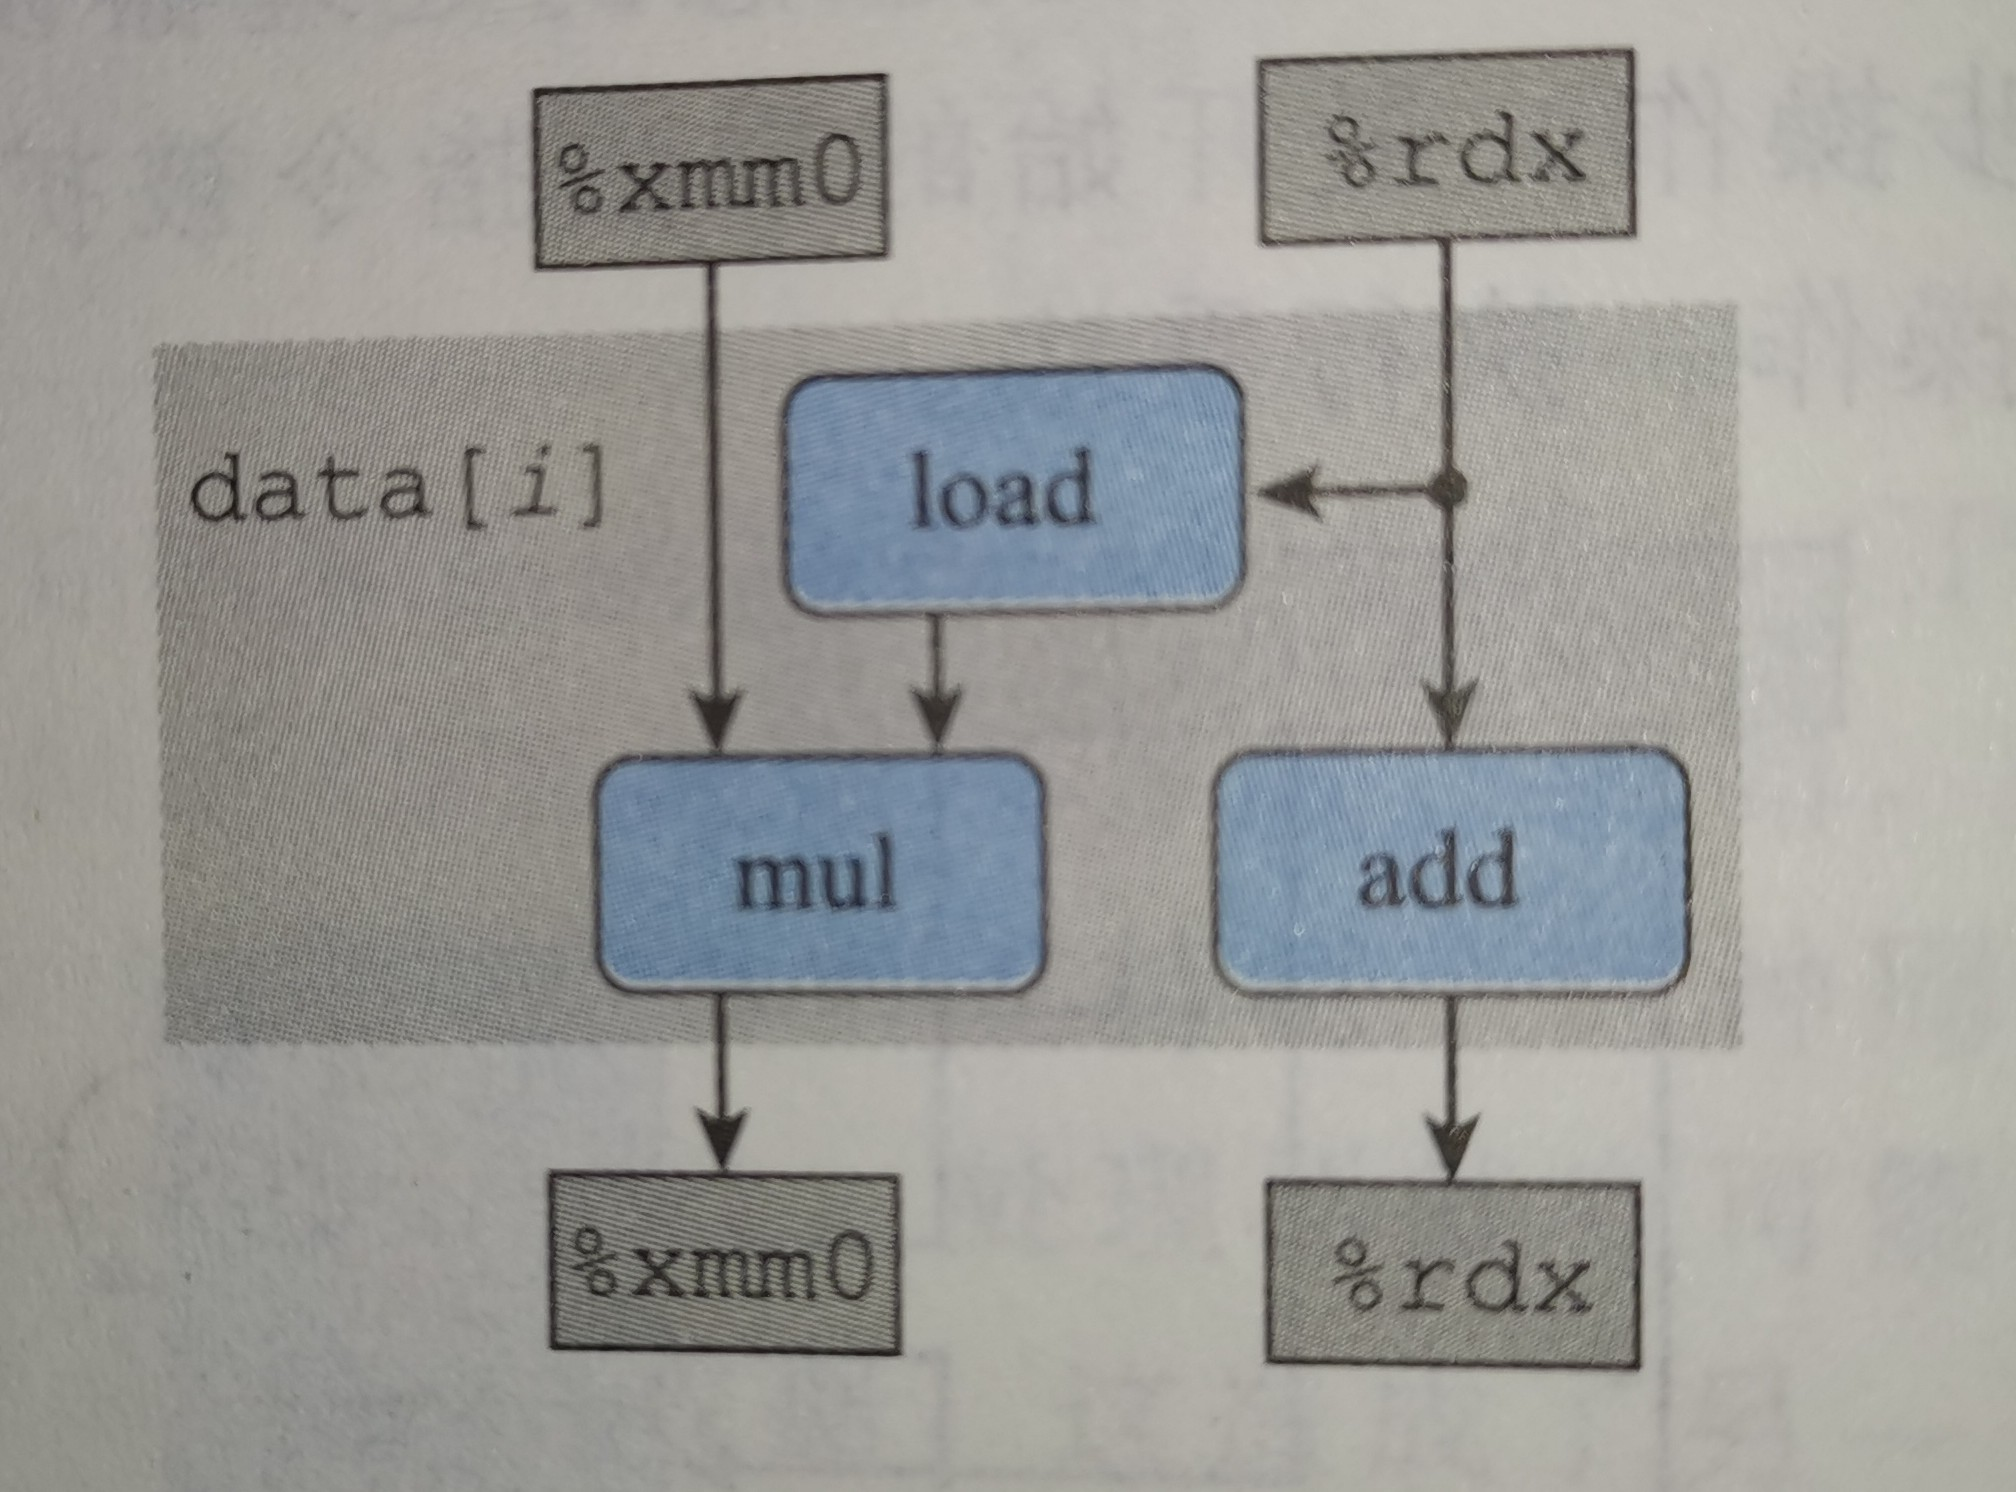 %xmm0 %rdx
load
data[i]
mul add
%xmm0 %rdx